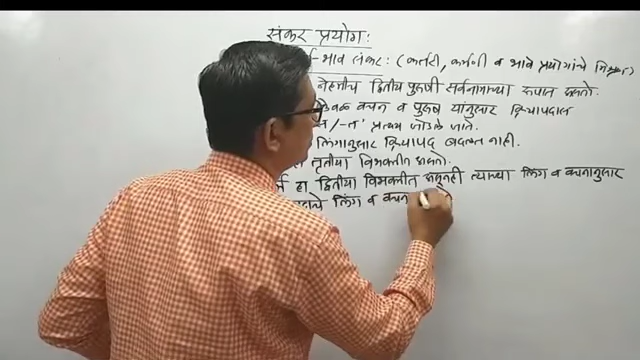 संकर प्रयोग:
भाव संकर: (कर्तरी, कर्मणी व भावे प्रयोगांचे मिश्रण)
नेहमीच द्वितीय पुरुषी सर्वनामाच्या रूपात असतो.
वचन व पुरुष यांनुसार क्रियापदाला
स /-त' प्रत्यय जोडले जाते.
लिंगानुसार क्रियापद बदलत नाही.
तृतीया विभक्तीत असतो.
हा द्वितीया विभक्तीत असूनही त्याच्या लिंग व वचनानुसार
लिंग व वचन